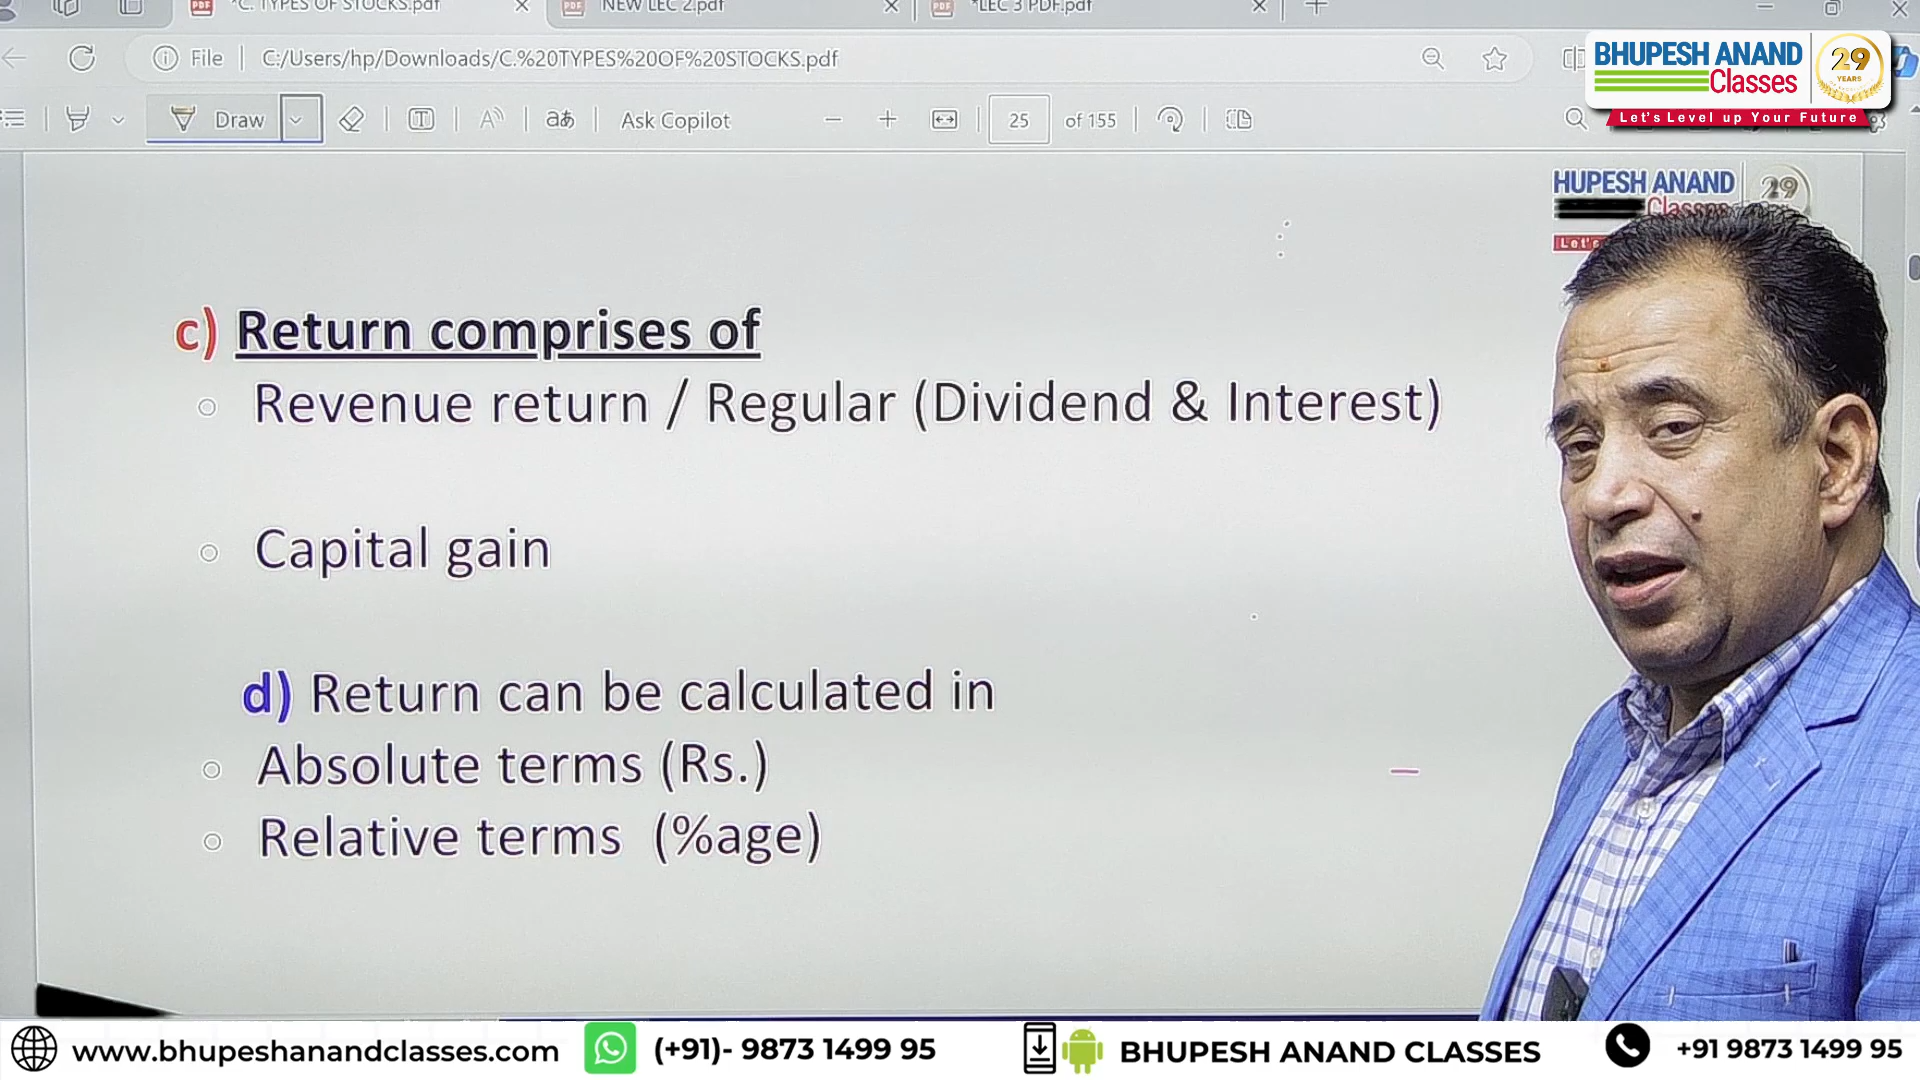 *C. TYPES OF STOCKS.pdf
NEW LEC 2.pdf
*LEC 3 PDF.pdf
File
C:/Users/hp/Downloads/C.%20TYPES%20OF%20STOCKS.pdf
Draw
Ask Copilot
25 of 155
BHUPESH ANAND
Classes
29
YEARS
Let's Level up Your Future
HUPESH ANAND
Classes
29
Let's
c) Return comprises of
Revenue return / Regular (Dividend & Interest)
Capital gain
d) Return can be calculated in
Absolute terms (Rs.)
Relative terms (%age)
www.bhupeshanandclasses.com
(+91)- 9873 1499 95
BHUPESH ANAND CLASSES
+91 9873 1499 95